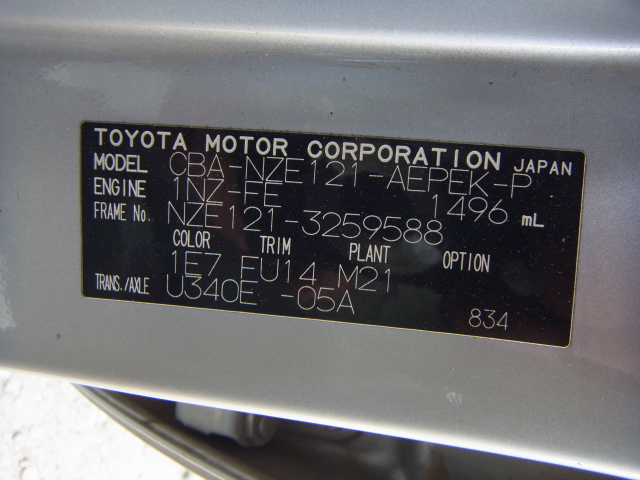 TOYOTA MOTOR CORPORATION JAPAN
MODEL CBA-NZE121-AEPEK-P
ENGINE 1NZ-FE 1496 mL
FRAME No. NZE121-3259588
COLOR TRIM PLANT OPTION
1E7 FU14 M21
TRANS./AXLE U340E -05A
834